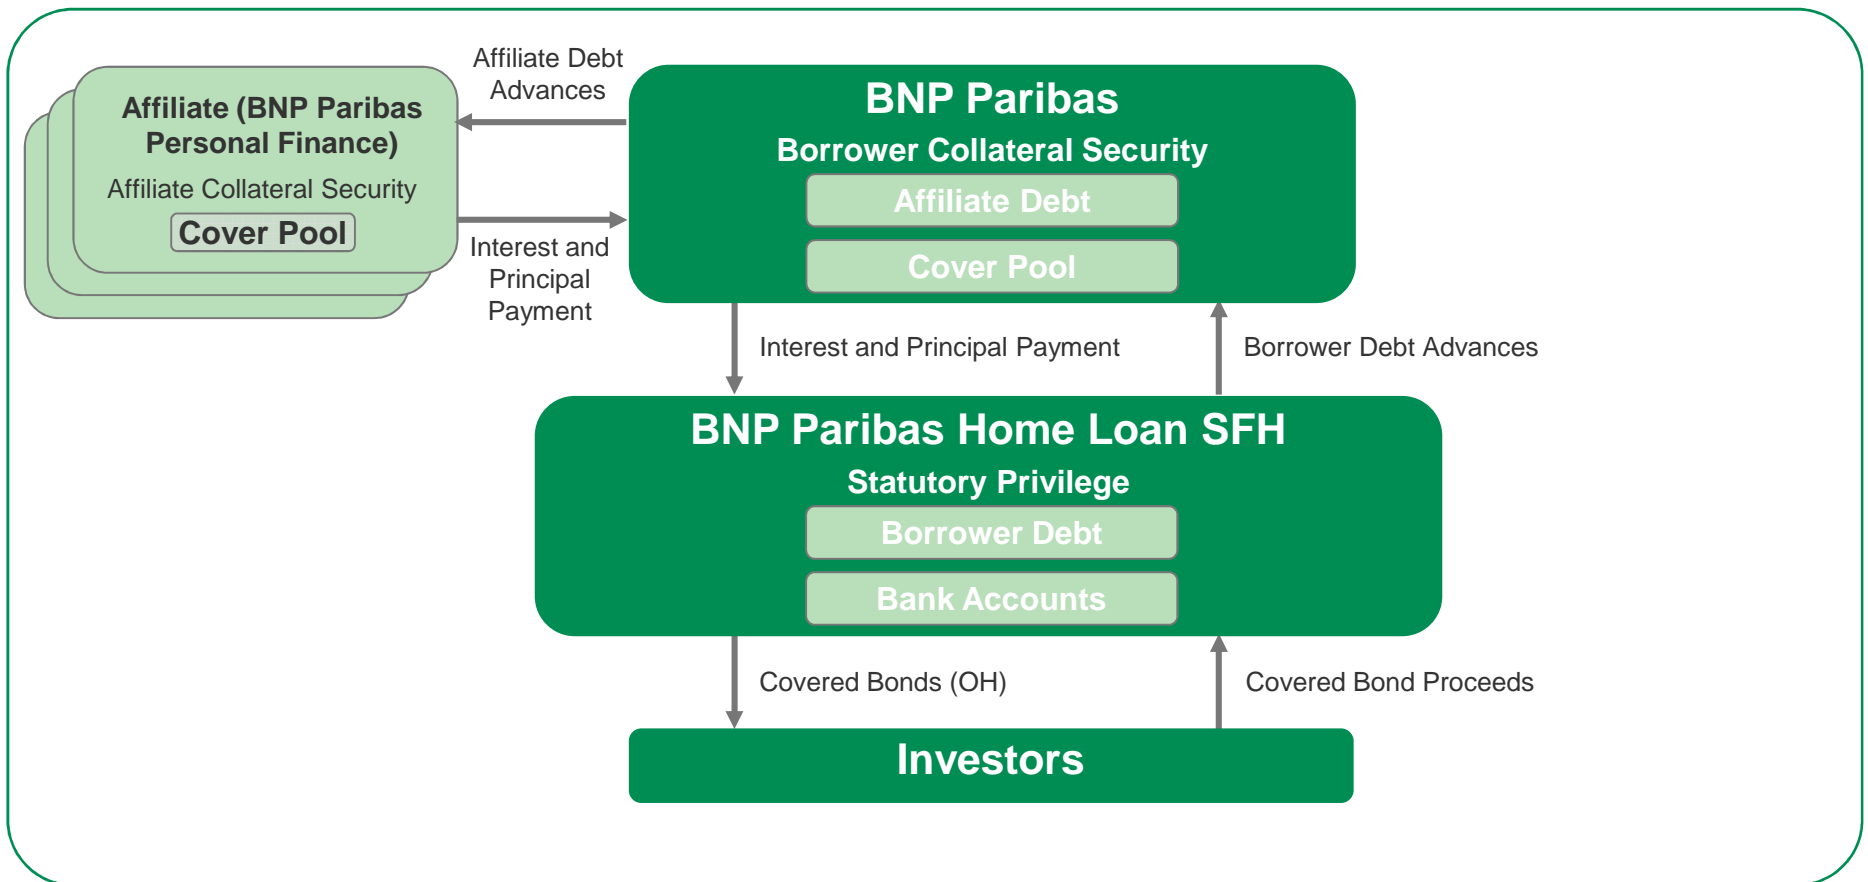 Affiliate Debt
Advances
Affiliate (BNP Paribas
Personal Finance)
Affiliate Collateral Security
Cover Pool
Interest and
Principal
Payment
BNP Paribas
Borrower Collateral Security
Affiliate Debt
Cover Pool
Interest and Principal Payment
Borrower Debt Advances
BNP Paribas Home Loan SFH
Statutory Privilege
Borrower Debt
Bank Accounts
Covered Bonds (OH)
Covered Bond Proceeds
Investors